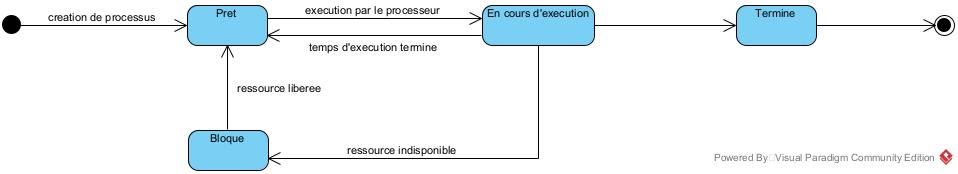 creation de processus
Pret
execution par le processeur
En cours d'execution
Termine
temps d'execution termine
ressource liberee
Bloque
ressource indisponible
Powered By Visual Paradigm Community Edition